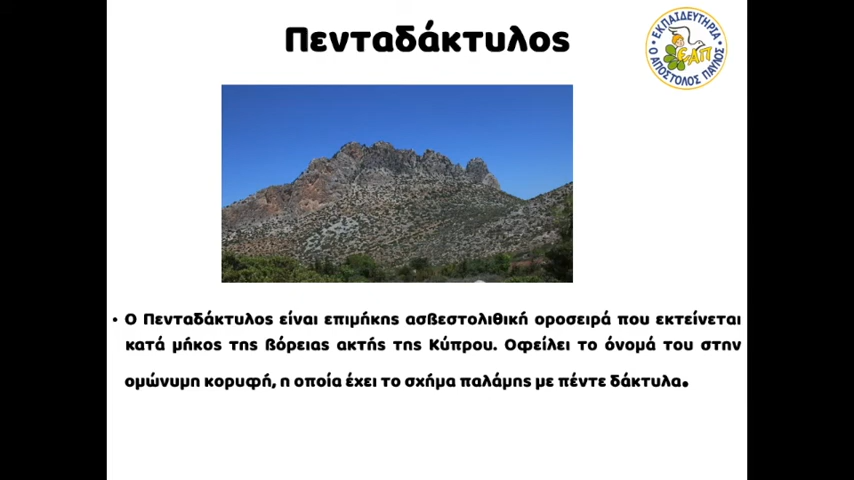 Πενταδάκτυλος
ΕΚΠΑΙΔΕΥΤΗΡΙΑ
Ο ΑΠΟΣΤΟΛΟΣ ΠΑΥΛΟΣ
ΕΑΠ
• Ο Πενταδάκτυλος είναι επιμήκης ασβεστολιθική οροσειρά που εκτείνεται
κατά μήκος της βόρειας ακτής της Κύπρου. Οφείλει το όνομά του στην
ομώνυμη κορυφή, η οποία έχει το σχήμα παλάμης με πέντε δάκτυλα.